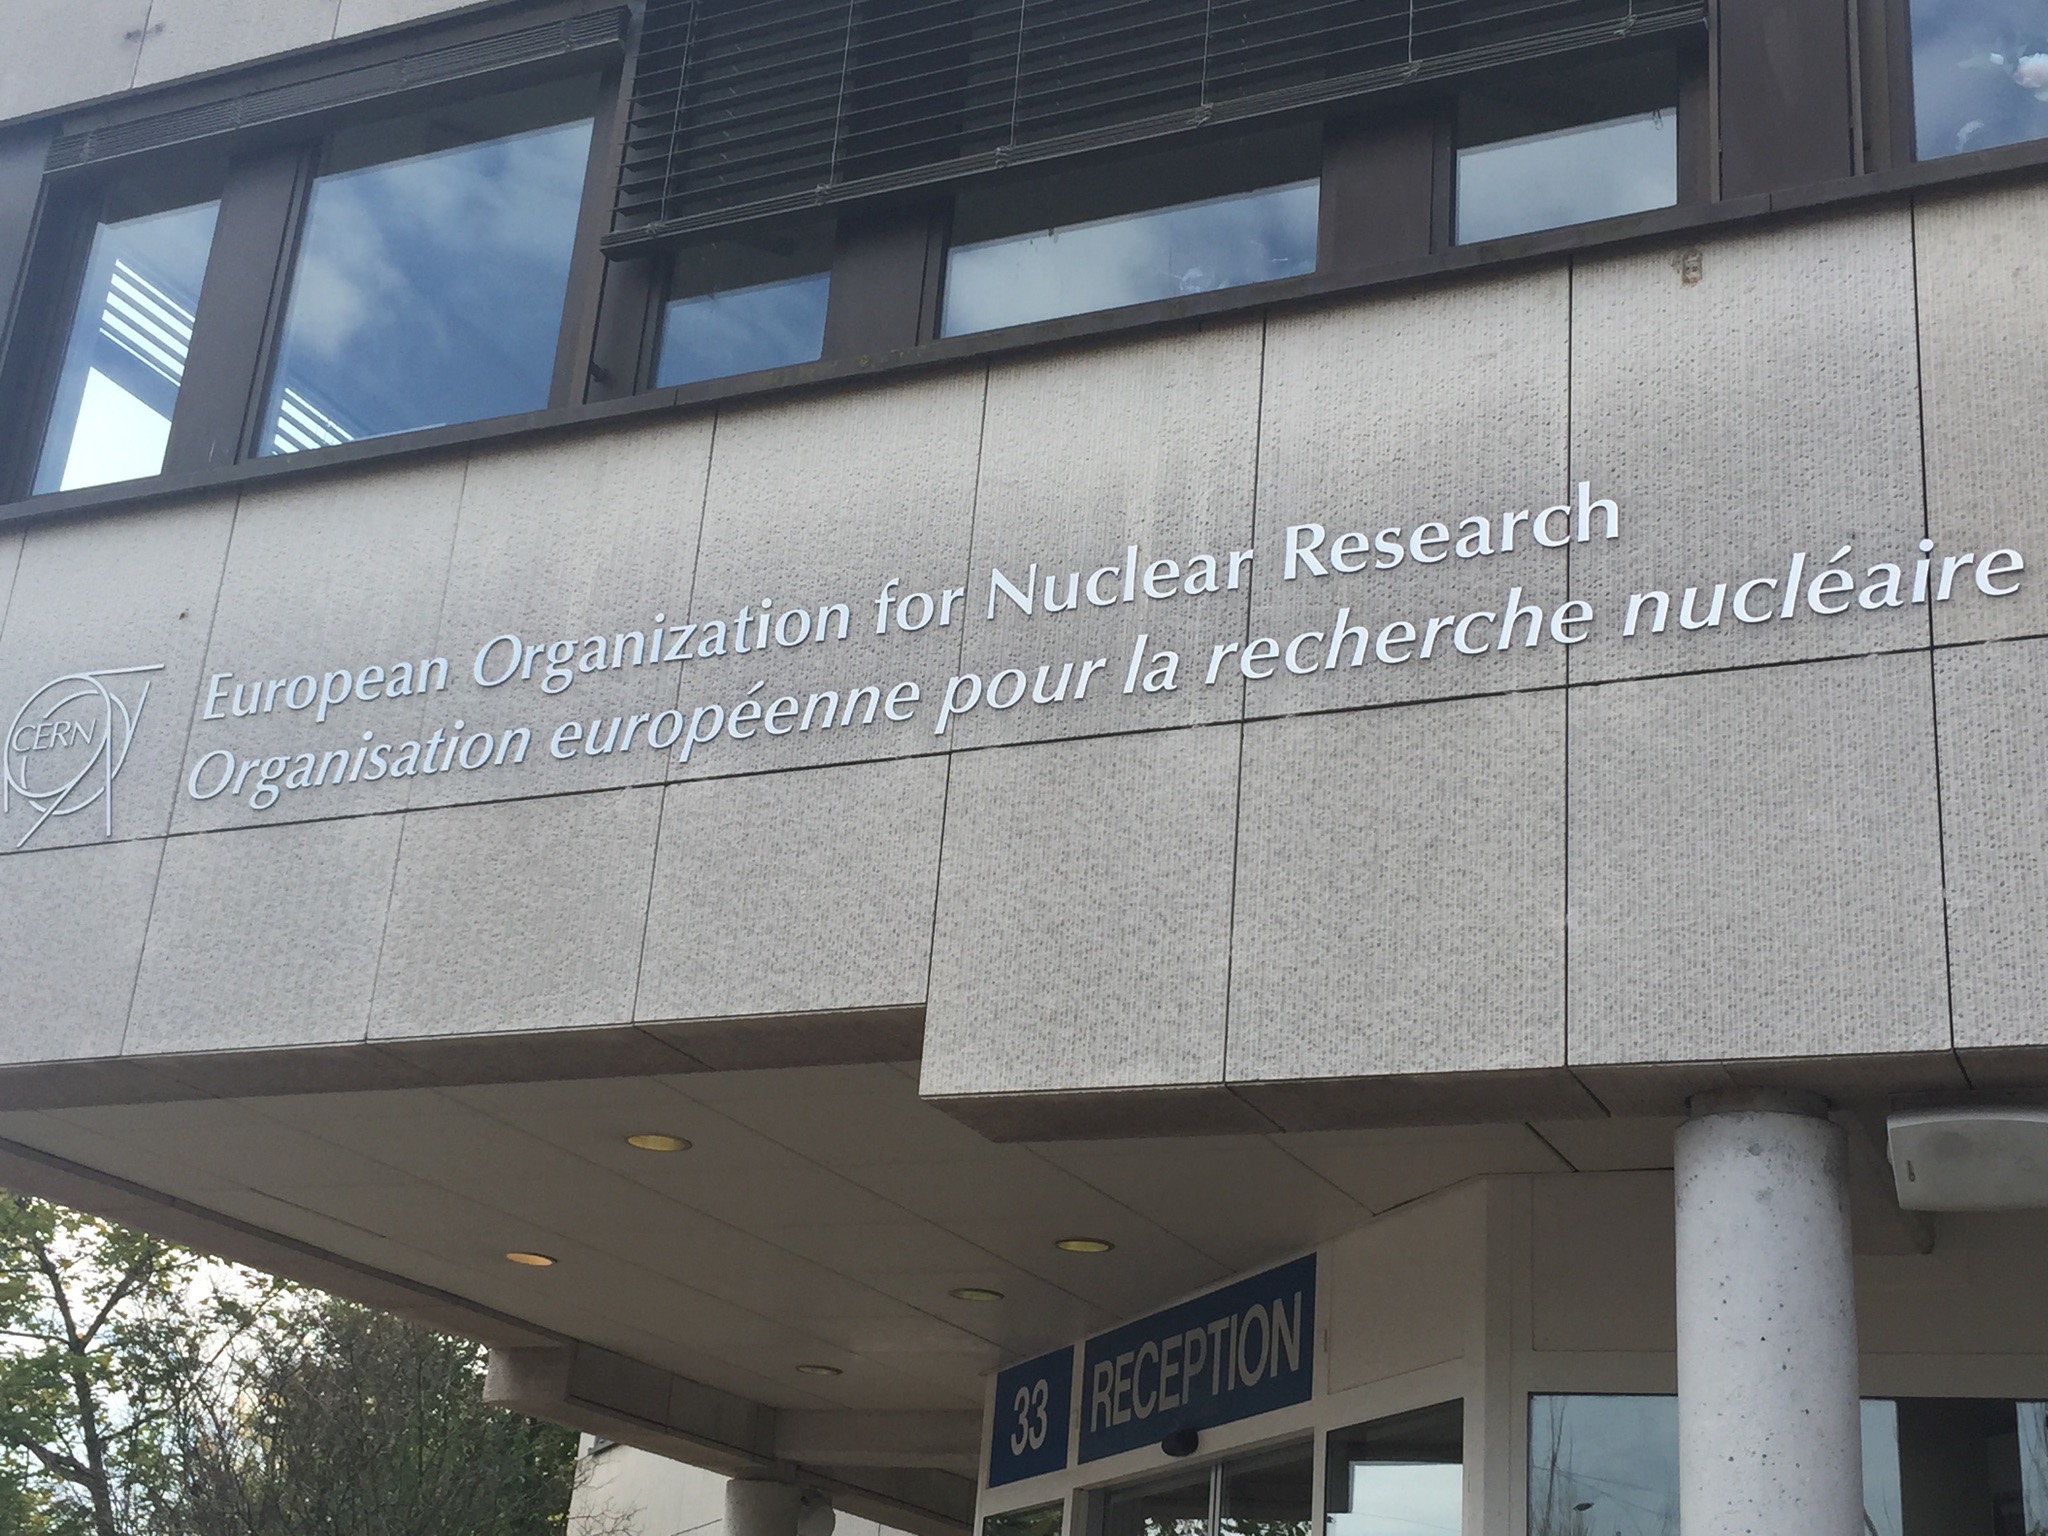 CERN
European Organization for Nuclear Research
Organisation européenne pour la recherche nucléaire
33 RECEPTION